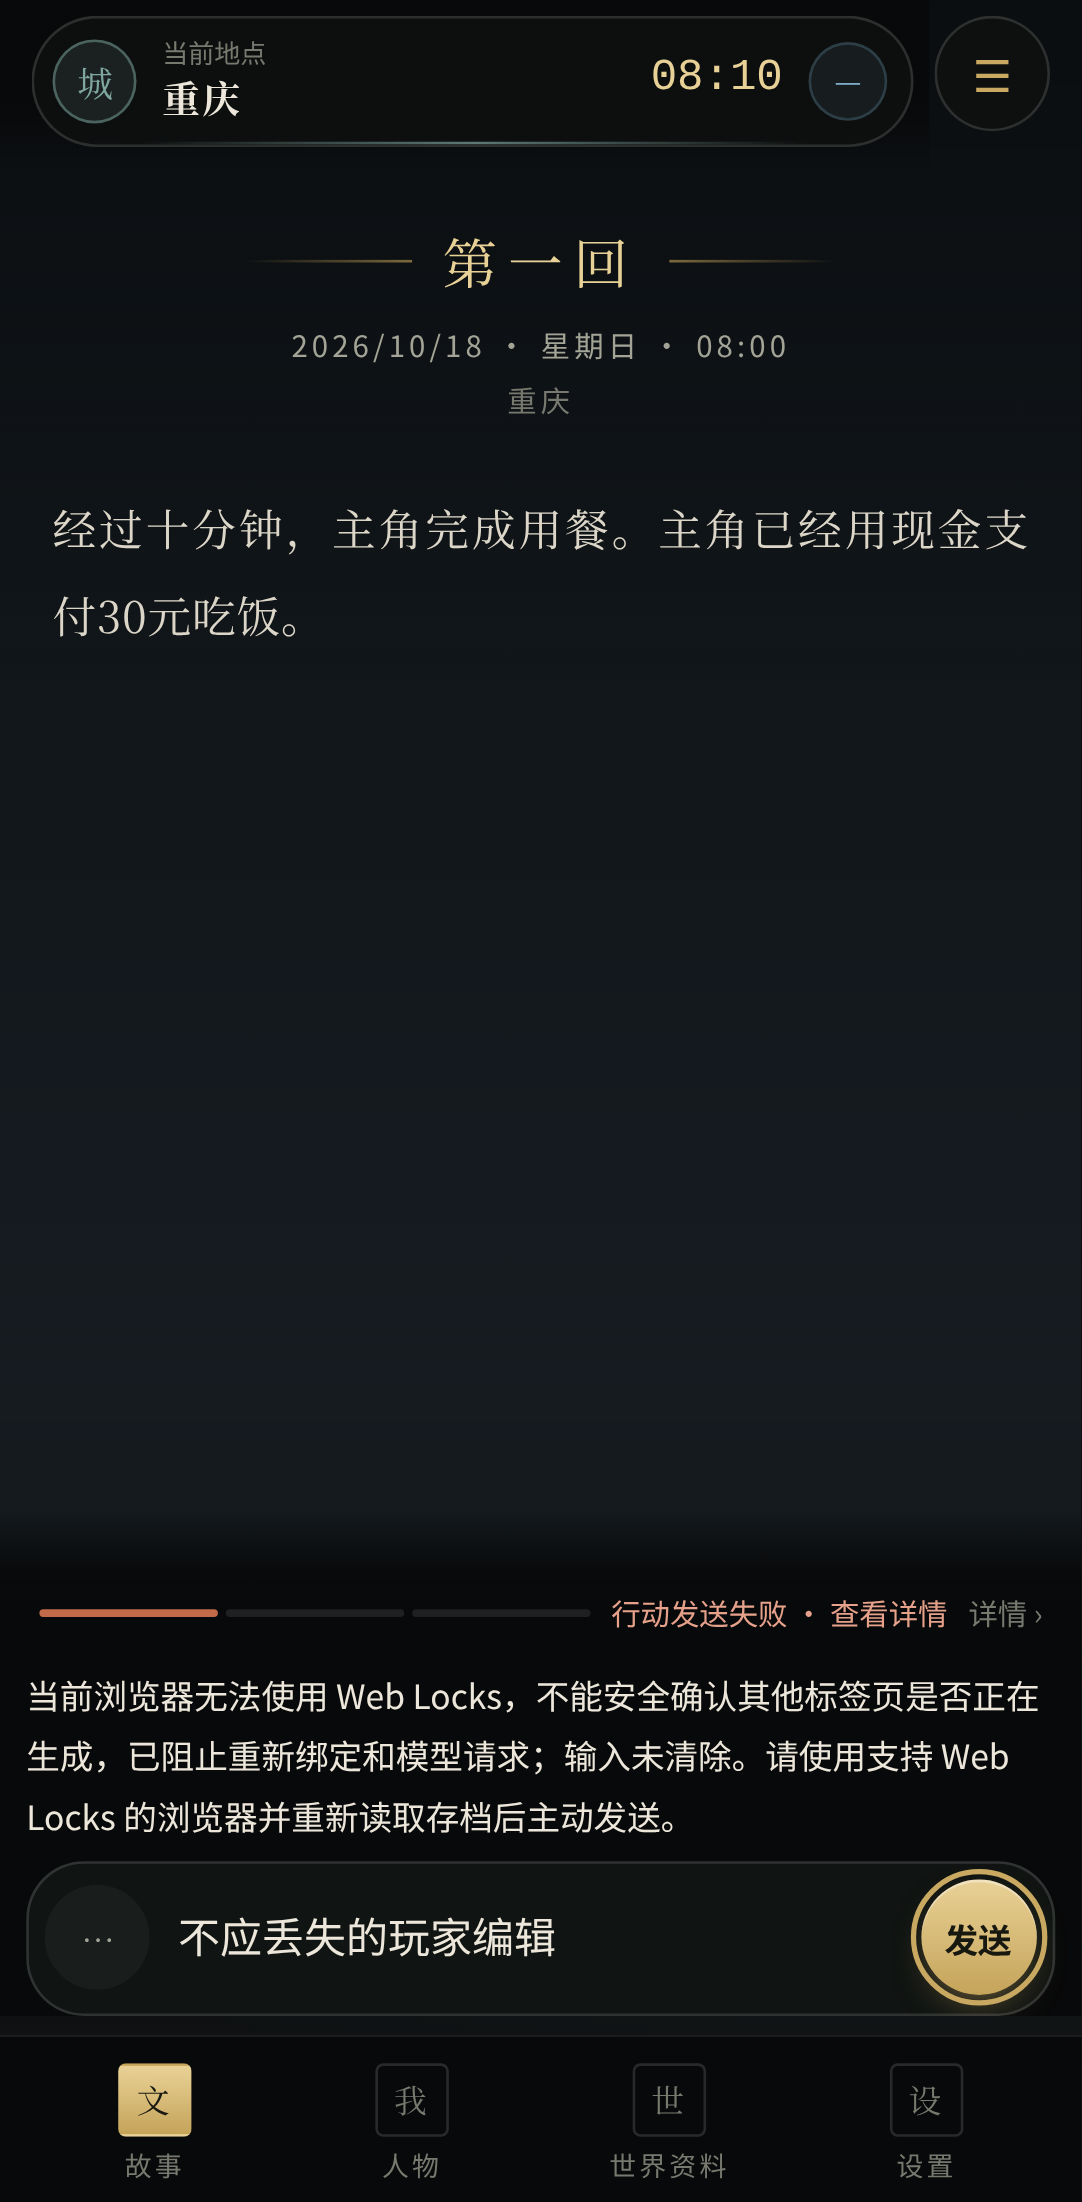 城
当前地点
重庆
08:10
—
☰
第一回
2026/10/18 · 星期日 · 08:00
重庆
经过十分钟，主角完成用餐。主角已经用现金支
付30元吃饭。
行动发送失败 · 查看详情 详情 ›
当前浏览器无法使用 Web Locks，不能安全确认其他标签页是否正在
生成，已阻止重新绑定和模型请求；输入未清除。请使用支持 Web
Locks 的浏览器并重新读取存档后主动发送。
… 不应丢失的玩家编辑 发送
文 我 世 设
故事 人物 世界资料 设置